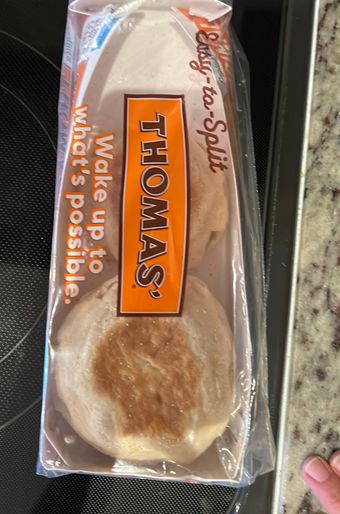 Easy-to-Split
THOMAS'®
Wake up to
what's possible.